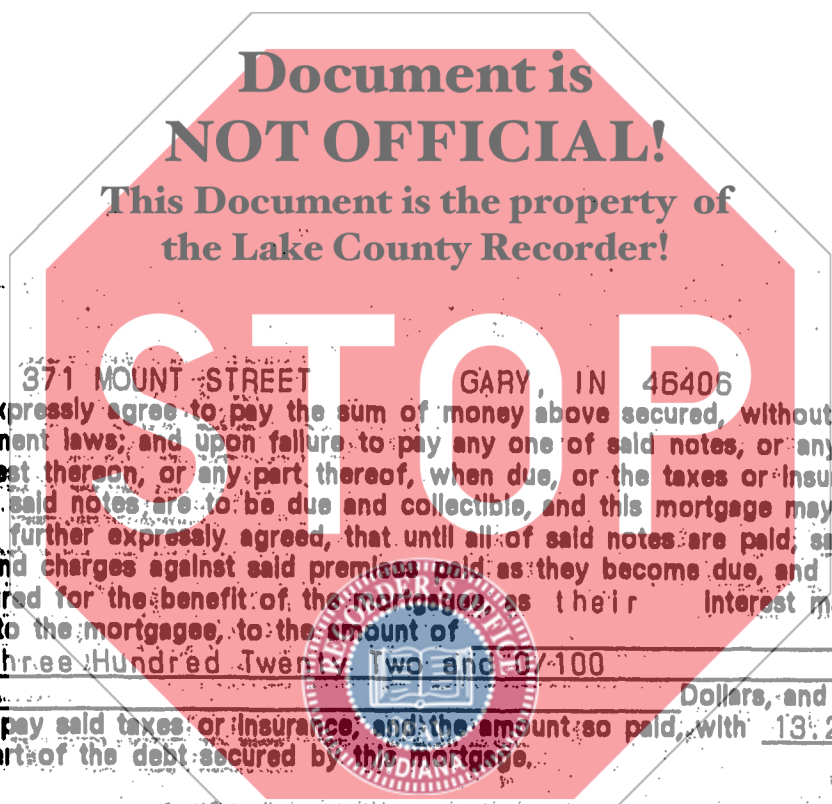 Document is
NOT OFFICIAL!
This Document is the property of
the Lake County Recorder!
STOP
371 MOUNT STREET GARY, IN 46406
xpressly agree to pay the sum of money above secured, without
ment laws; and upon failure to pay any one of said notes, or any
est thereon, or any part thereof, when due, or the taxes or insu
said notes are to be due and collectible, and this mortgage may
further expressly agreed, that until all of said notes are paid, sa
nd charges against said premises paid as they become due, and
red for the benefit of the mortgagee, as their interest m
o the mortgagee, to the amount of
hree Hundred Twenty Two and 0/100
Dollars, and
pay said taxes or insurance, and the amount so paid, with 13.2
art of the debt secured by this mortgage.
RECORDER'S OFFICE
INDIANA